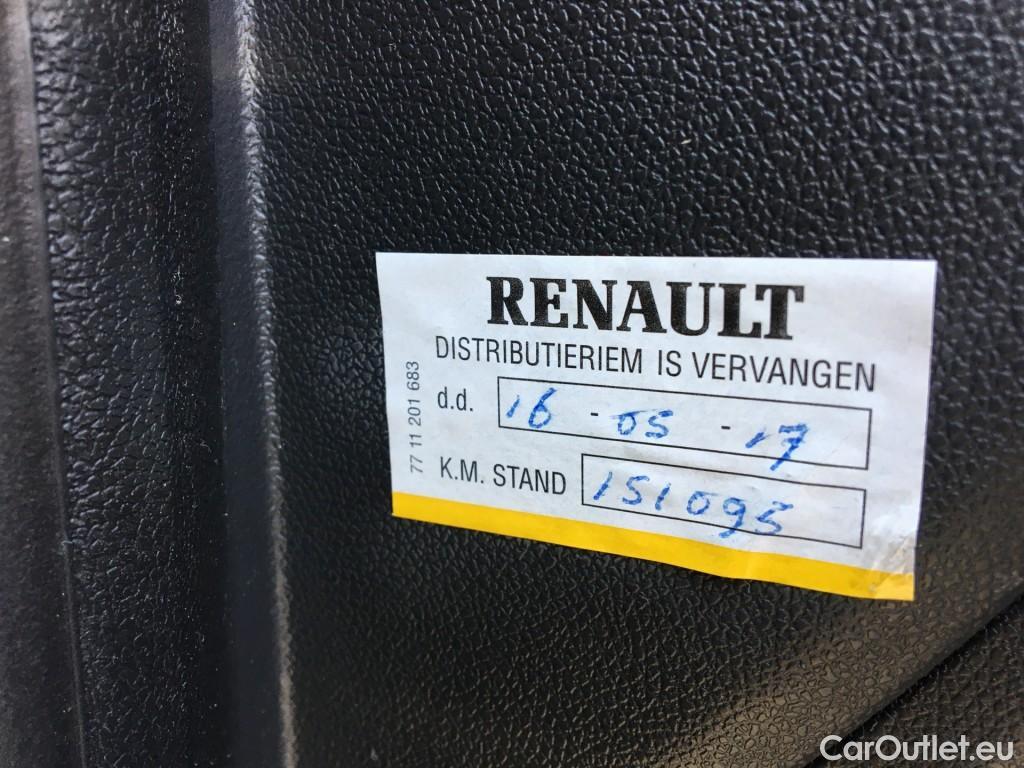 RENAULT
DISTRIBUTIERIEM IS VERVANGEN
d.d. 16 - 05 - 17
K.M. STAND 151095
77 11 201 683
CarOutlet.eu